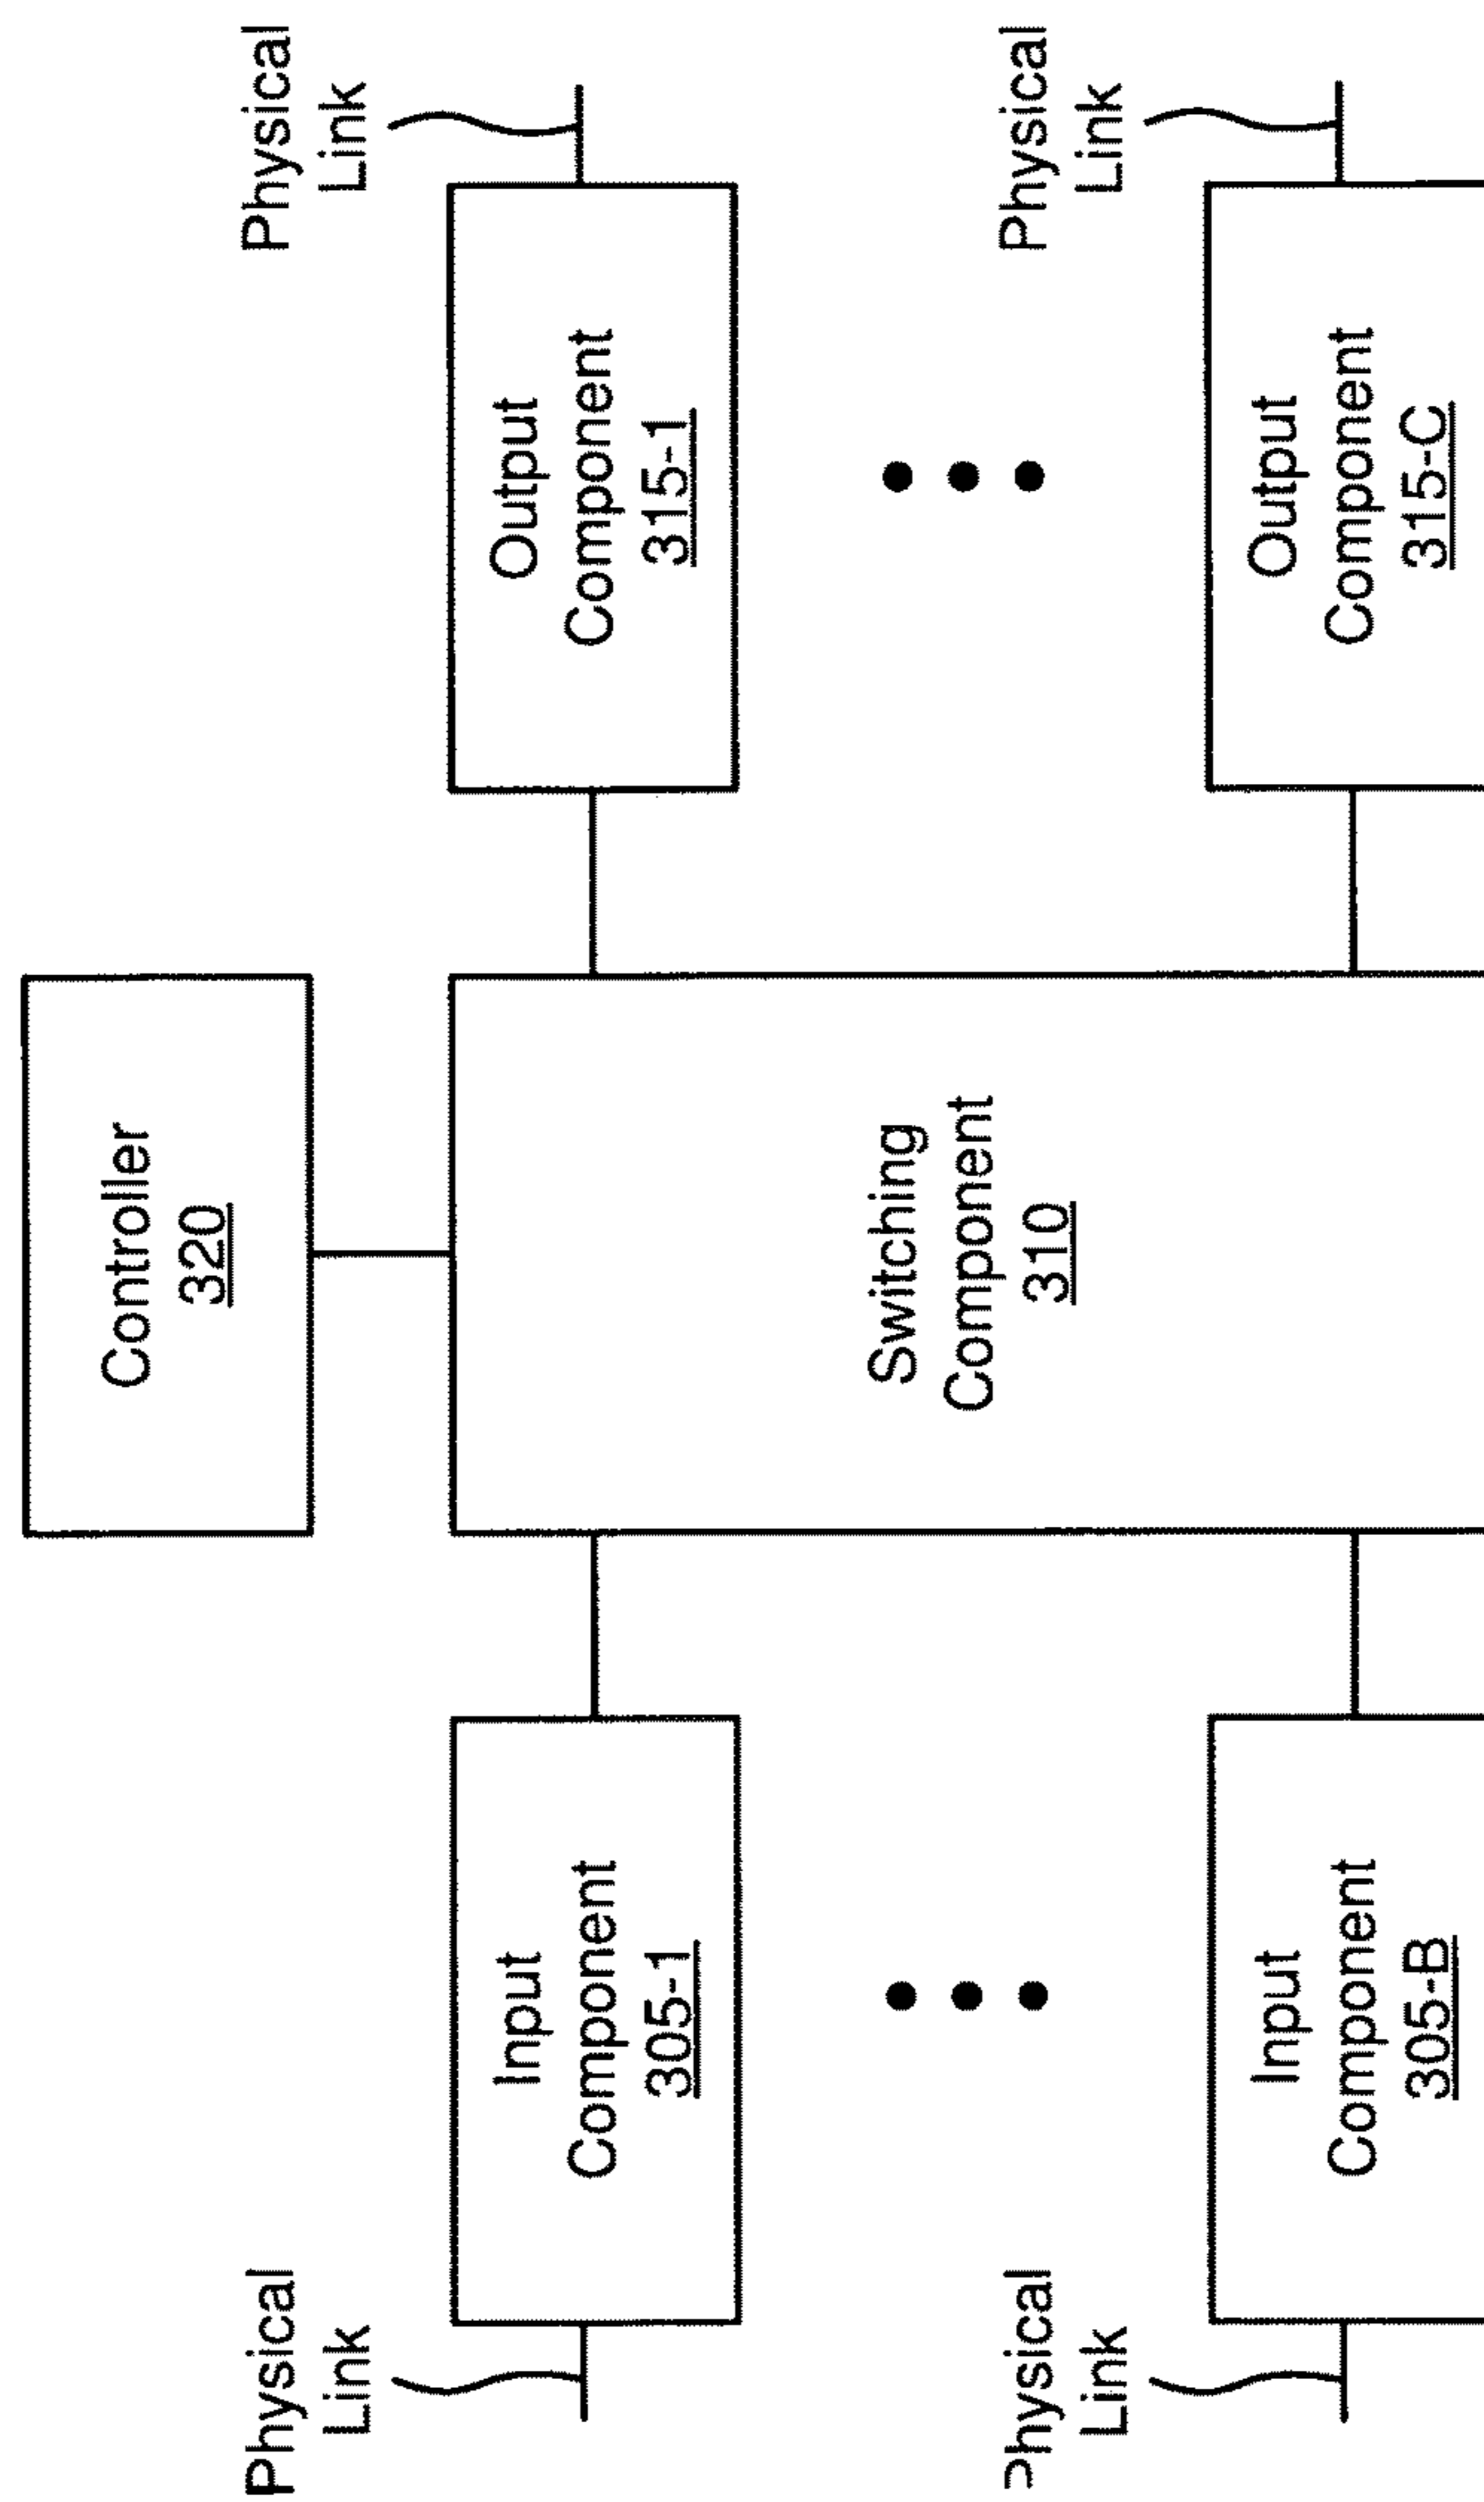 Controller
320
Physical
Link
Physical
Link
Input
Component
305-1
Switching
Component
310
Output
Component
315-1
Physical
Link
Physical
Link
Input
Component
305-B
Output
Component
315-C